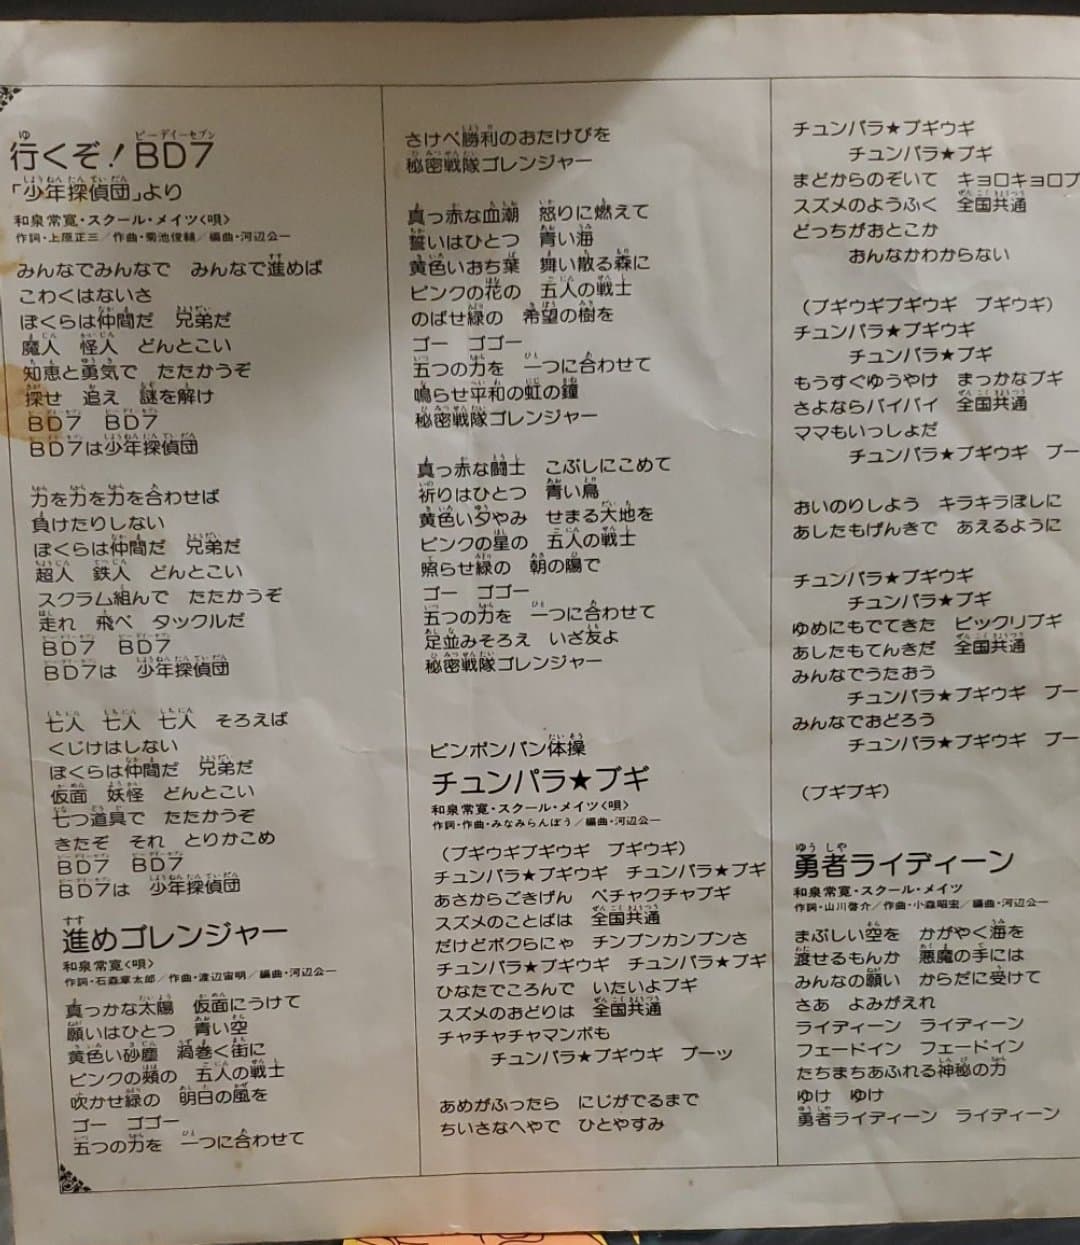 行くぞ!BD7
「少年探偵団」より
和泉常寛・スクール・メイツ〈唄〉
作詞・上原正三/作曲・菊池俊輔/編曲・河辺公一
みんなでみんなで　みんなで進めば
こわくはないさ
ぼくらは仲間だ　兄弟だ
魔人　怪人　どんとこい
知恵と勇気で　たたかうぞ
探せ　追え　謎を解け
BD7　BD7
BD7は少年探偵団
力を力を力を合わせば
負けたりしない
ぼくらは仲間だ　兄弟だ
超人　鉄人　どんとこい
スクラム組んで　たたかうぞ
走れ　飛べ　タックルだ
BD7　BD7
BD7は　少年探偵団
七人　七人　七人　そろえば
くじけはしない
ぼくらは仲間だ　兄弟だ
仮面　妖怪　どんとこい
七つ道具で　たたかうぞ
きたぞ　それ　とりかこめ
BD7　BD7
BD7は　少年探偵団
進めゴレンジャー
和泉常寛〈唄〉
作詞・石森章太郎/作曲・渡辺宙明/編曲・河辺公一
真っかな太陽　仮面にうけて
願いはひとつ　青い空
黄色い砂塵　渦巻く街に
ピンクの頰の　五人の戦士
吹かせ緑の　明日の風を
ゴー　ゴゴー
五つの力を　一つに合わせて
さけべ勝利のおたけびを
秘密戦隊ゴレンジャー
真っ赤な血潮　怒りに燃えて
誓いはひとつ　青い海
黄色いおち葉　舞い散る森に
ピンクの花の　五人の戦士
のばせ緑の　希望の樹を
ゴー　ゴゴー
五つの力を　一つに合わせて
鳴らせ平和の虹の鐘
秘密戦隊ゴレンジャー
真っ赤な闘士　こぶしにこめて
祈りはひとつ　青い鳥
黄色い夕やみ　せまる大地を
ピンクの星の　五人の戦士
照らせ緑の　朝の陽で
ゴー　ゴゴー
五つの力を　一つに合わせて
足並みそろえ　いざ友よ
秘密戦隊ゴレンジャー
ピンポンパン体操
チュンパラ★ブギ
和泉常寛・スクール・メイツ〈唄〉
作詞・作曲・みなみらんぼう/編曲・河辺公一
(ブギウギブギウギ　ブギウギ)
チュンパラ★ブギウギ　チュンパラ★ブギ
あさからごきげん　ペチャクチャブギ
スズメのことばは　全国共通
だけどボクらにゃ　チンプンカンプンさ
チュンパラ★ブギウギ　チュンパラ★ブギ
ひなたでころんで　いたいよブギ
スズメのおどりは　全国共通
チャチャチャマンボも
チュンパラ★ブギウギ　ブーッ
あめがふったら　にじがでるまで
ちいさなへやで　ひとやすみ
チュンパラ★ブギウギ
チュンパラ★ブギ
まどからのぞいて　キョロキョロブ
スズメのようふく　全国共通
どっちがおとこか
おんなかわからない
(ブギウギブギウギ　ブギウギ)
チュンパラ★ブギウギ
チュンパラ★ブギ
もうすぐゆうやけ　まっかなブギ
さよならバイバイ　全国共通
ママもいっしょだ
チュンパラ★ブギウギ　ブー
おいのりしよう　キラキラぼしに
あしたもげんきで　あえるように
チュンパラ★ブギウギ
チュンパラ★ブギ
ゆめにもでてきた　ビックリブギ
あしたもてんきだ　全国共通
みんなでうたおう
チュンパラ★ブギウギ　ブー
みんなでおどろう
チュンパラ★ブギウギ　ブー
(ブギブギ)
勇者ライディーン
和泉常寛・スクール・メイツ
作詞・山川啓介/作曲・小森昭宏/編曲・河辺公一
まぶしい空を　かがやく海を
渡せるもんか　悪魔の手には
みんなの願い　からだに受けて
さあ　よみがえれ
ライディーン　ライディーン
フェードイン　フェードイン
たちまちあふれる神秘の力
ゆけ　ゆけ
勇者ライディーン　ライディーン